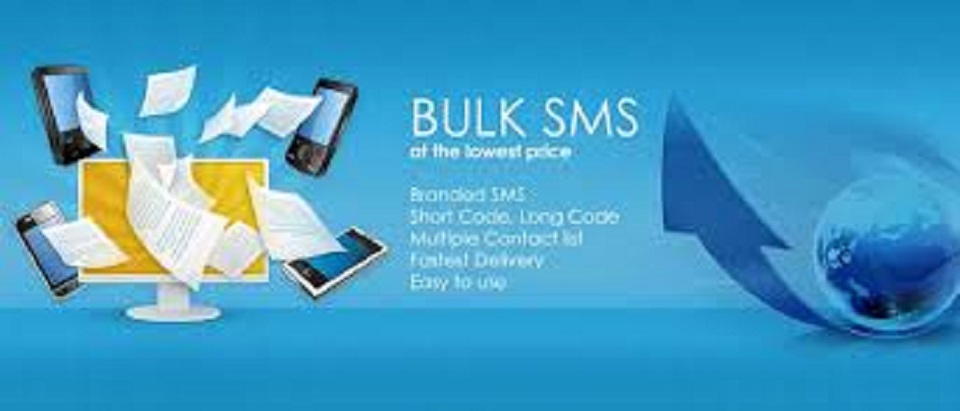 BULK SMS
at the lowest price
Branded SMS
Short Code, Long Code
Multiple Contact list
Fastest Delivery
Easy to use